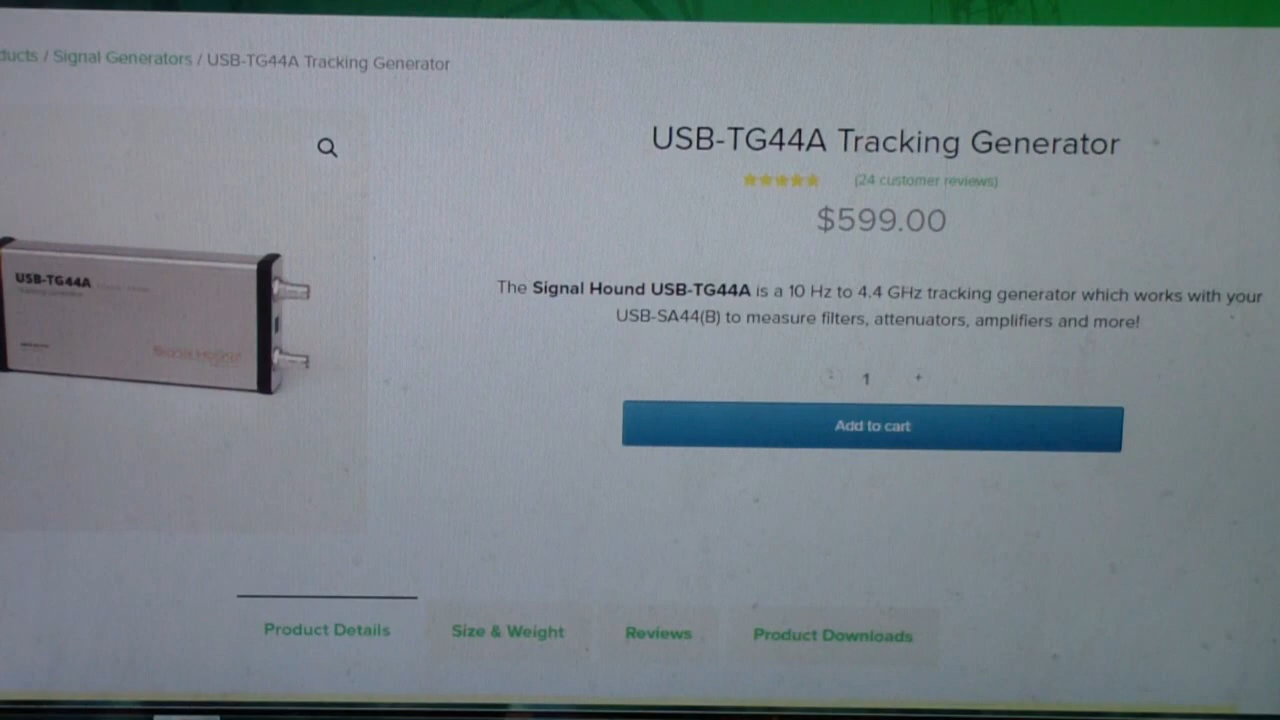 ducts / Signal Generators / USB-TG44A Tracking Generator
USB-TG44A Tracking Generator
(24 customer reviews)
$599.00
USB-TG44A
The Signal Hound USB-TG44A is a 10 Hz to 4.4 GHz tracking generator which works with your
USB-SA44(B) to measure filters, attenuators, amplifiers and more!
- 1 +
Add to cart
Product Details Size & Weight Reviews Product Downloads